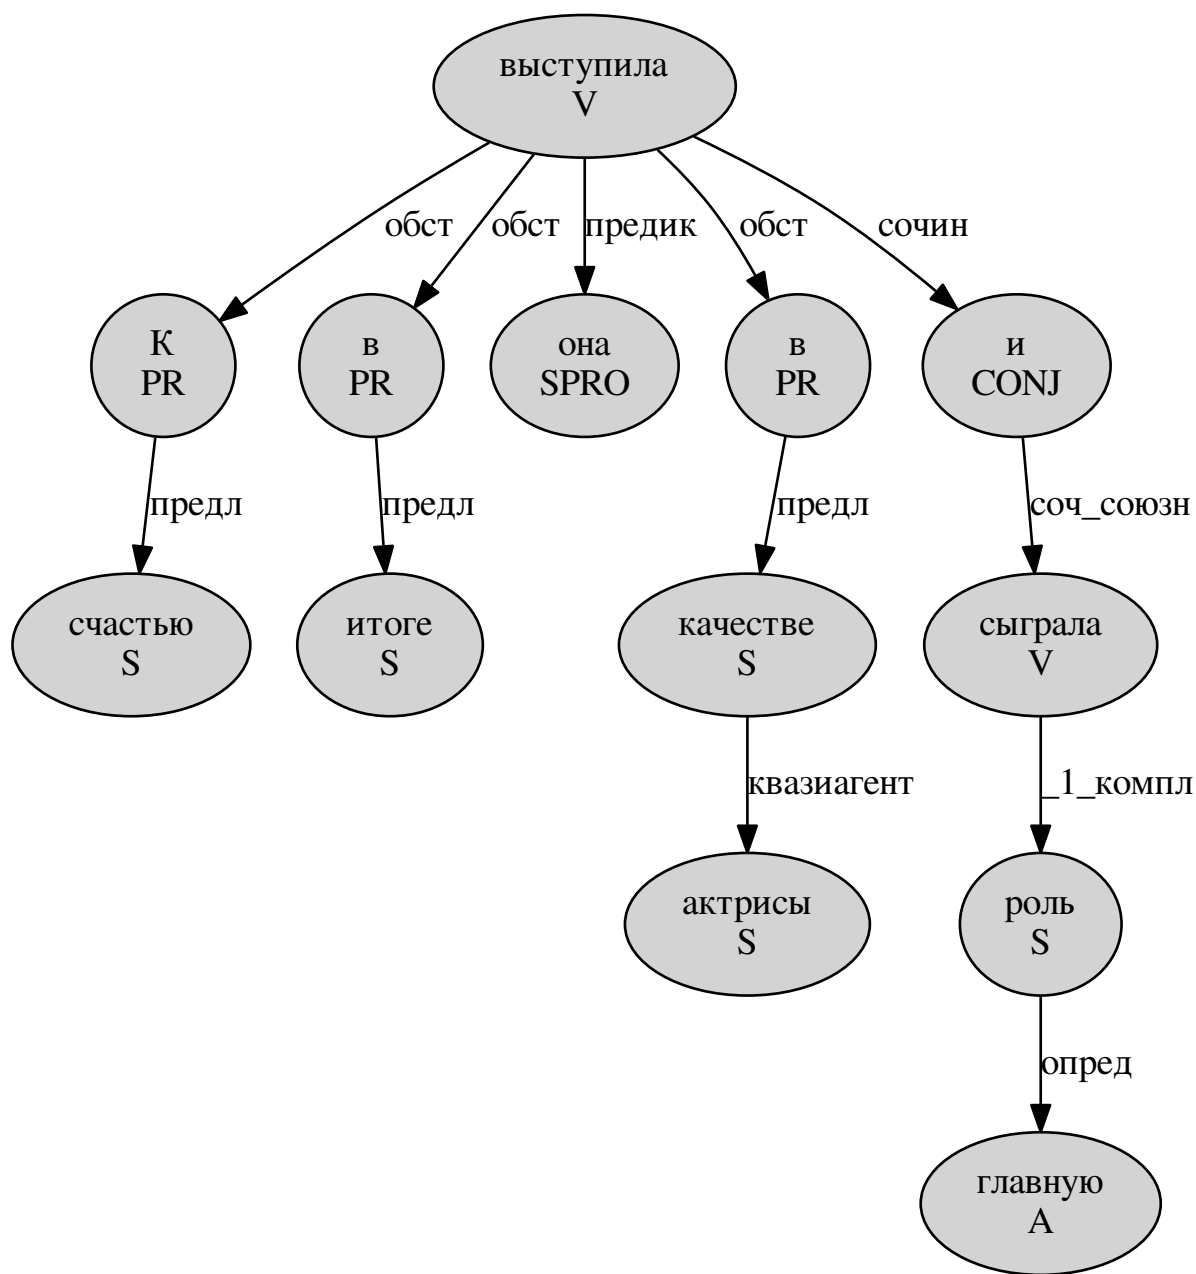 выступила
V
обст
обст
предик
обст
сочин
К
PR
в
PR
она
SPRO
в
PR
и
CONJ
предл
предл
предл
соч_союзн
счастью
S
итоге
S
качестве
S
сыграла
V
квазиагент
_1_компл
актрисы
S
роль
S
опред
главную
A